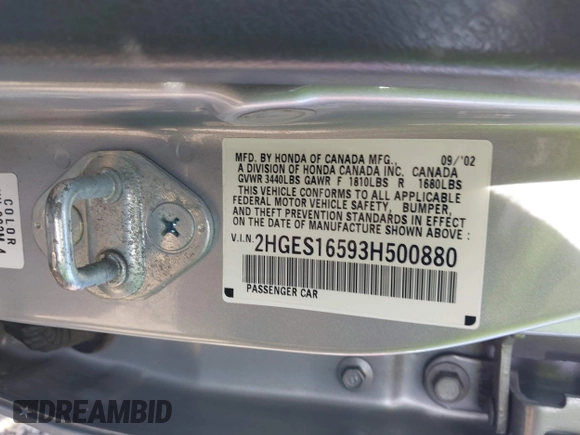 MFD. BY HONDA OF CANADA MFG., 09/'02
A DIVISION OF HONDA CANADA INC. CANADA
GVWR 3440LBS GAWR F 1810LBS R 1680LBS
THIS VEHICLE CONFORMS TO ALL APPLICABLE
FEDERAL MOTOR VEHICLE SAFETY, BUMPER,
AND THEFT PREVENTION STANDARDS IN EFFECT
ON THE DATE OF MANUFACTURE SHOWN ABOVE :
V.I.N. 2HGES16593H500880
PASSENGER CAR
COLOR
DREAMBID